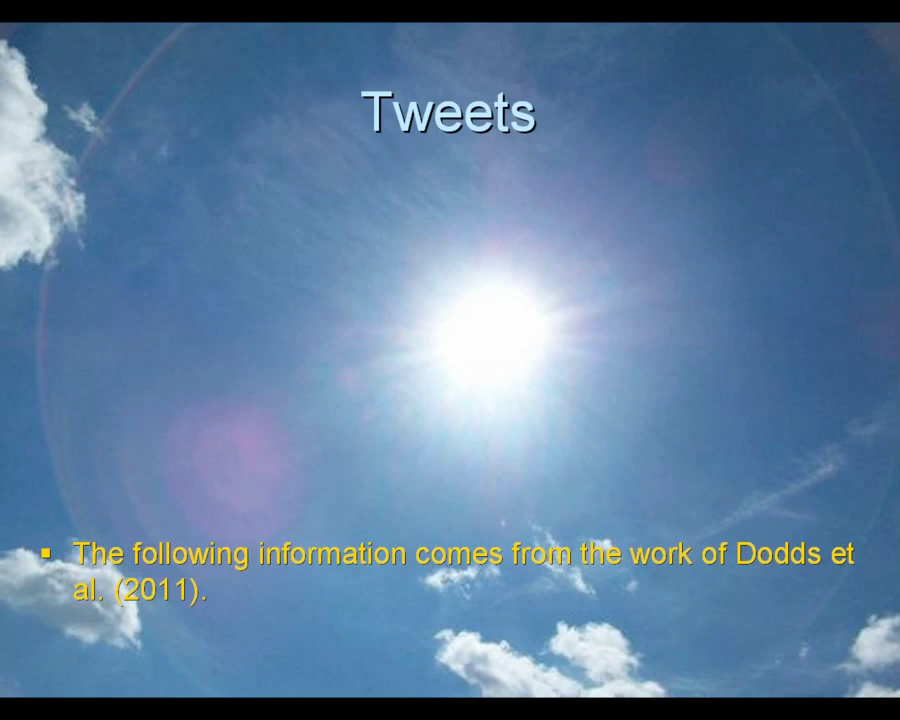 Tweets
▪ The following information comes from the work of Dodds et
al. (2011).